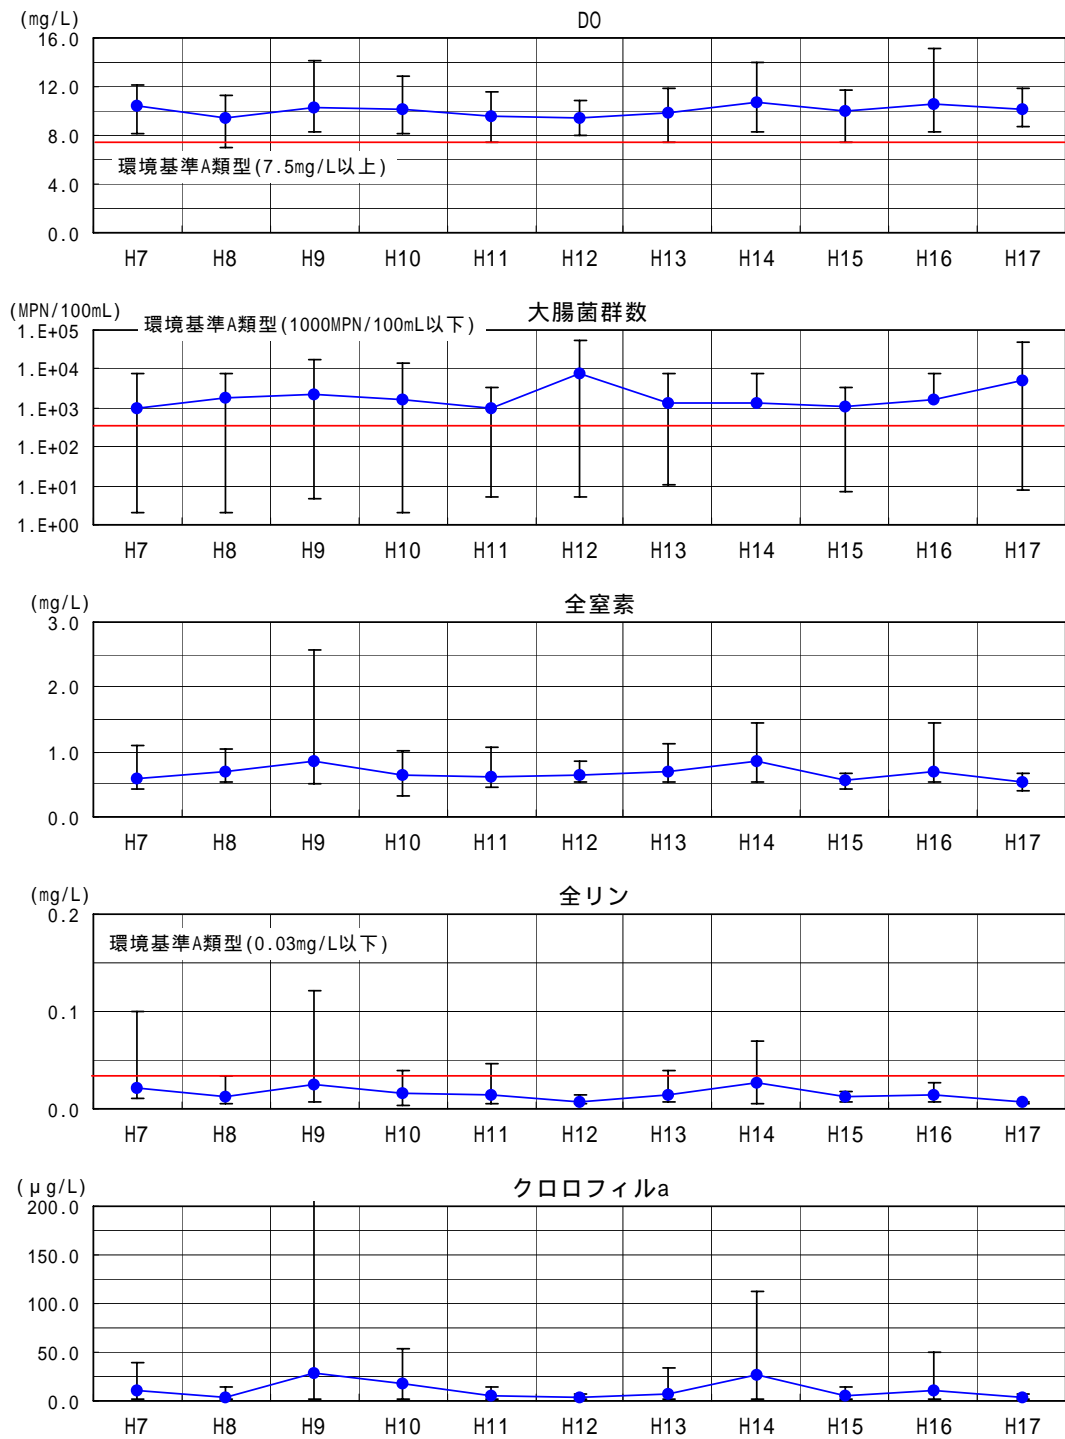 DO
(mg/L)
16.0
12.0
8.0
環境基準A類型(7.5mg/L以上)
4.0
0.0
H7 H8 H9 H10 H11 H12 H13 H14 H15 H16 H17
大腸菌群数
(MPN/100mL)
環境基準A類型(1000MPN/100mL以下)
1.E+05
1.E+04
1.E+03
1.E+02
1.E+01
1.E+00
H7 H8 H9 H10 H11 H12 H13 H14 H15 H16 H17
全窒素
(mg/L)
3.0
2.0
1.0
0.0
H7 H8 H9 H10 H11 H12 H13 H14 H15 H16 H17
全リン
(mg/L)
0.2
環境基準A類型(0.03mg/L以下)
0.1
0.0
H7 H8 H9 H10 H11 H12 H13 H14 H15 H16 H17
クロロフィルa
(μg/L)
200.0
150.0
100.0
50.0
0.0
H7 H8 H9 H10 H11 H12 H13 H14 H15 H16 H17